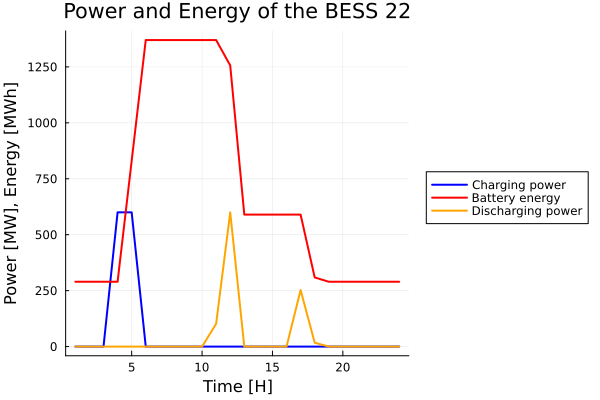 Power and Energy of the BESS 22
Power [MW], Energy [MWh]
1250
1000
750
500
250
0
5
10
15
20
Time [H]
Charging power
Battery energy
Discharging power